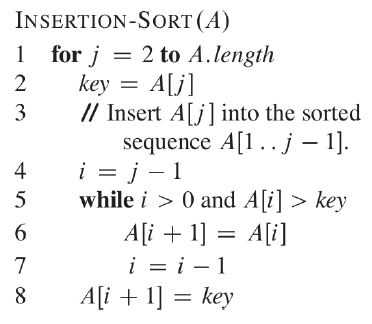 INSERTION-SORT(A)
1 for j = 2 to A.length
2 key = A[j]
3 // Insert A[j] into the sorted
sequence A[1 . . j − 1].
4 i = j − 1
5 while i > 0 and A[i] > key
6 A[i + 1] = A[i]
7 i = i − 1
8 A[i + 1] = key